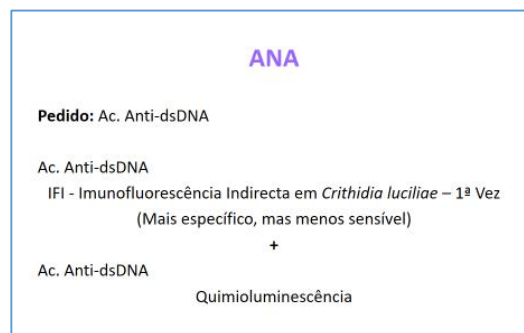 ANA
Pedido: Ac. Anti-dsDNA
Ac. Anti-dsDNA
IFI - Imunofluorescência Indirecta em Crithidia luciliae – 1ª Vez
(Mais específico, mas menos sensível)
+
Ac. Anti-dsDNA
Quimioluminescência